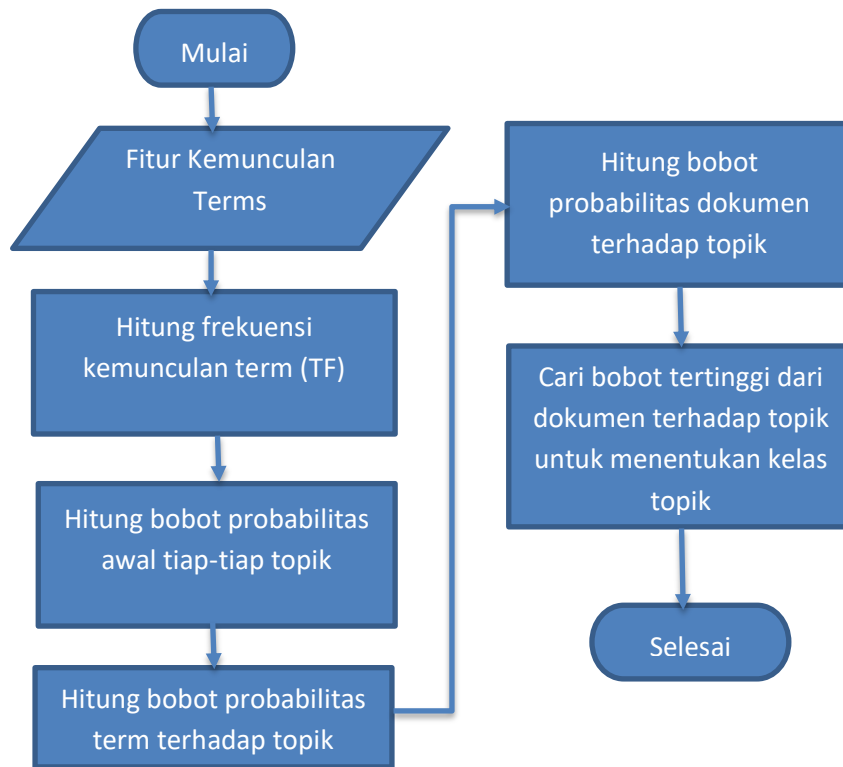 Mulai
Fitur Kemunculan
Terms
Hitung frekuensi
kemunculan term (TF)
Hitung bobot probabilitas
awal tiap-tiap topik
Hitung bobot probabilitas
term terhadap topik
Hitung bobot
probabilitas dokumen
terhadap topik
Cari bobot tertinggi dari
dokumen terhadap topik
untuk menentukan kelas
topik
Selesai